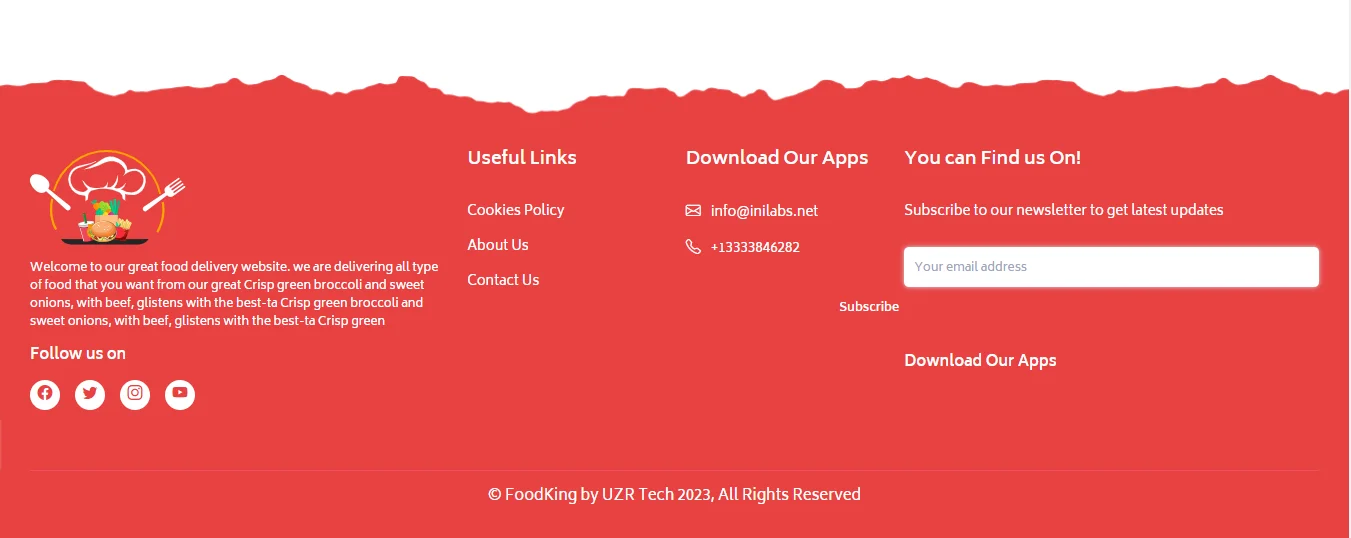 Welcome to our great food delivery website. we are delivering all type
of food that you want from our great Crisp green broccoli and sweet
onions, with beef, glistens with the best-ta Crisp green broccoli and
sweet onions, with beef, glistens with the best-ta Crisp green
Follow us on
Useful Links
Cookies Policy
About Us
Contact Us
Download Our Apps
info@inilabs.net
+13333846282
You can Find us On!
Subscribe to our newsletter to get latest updates
Your email address
Subscribe
Download Our Apps
© FoodKing by UZR Tech 2023, All Rights Reserved